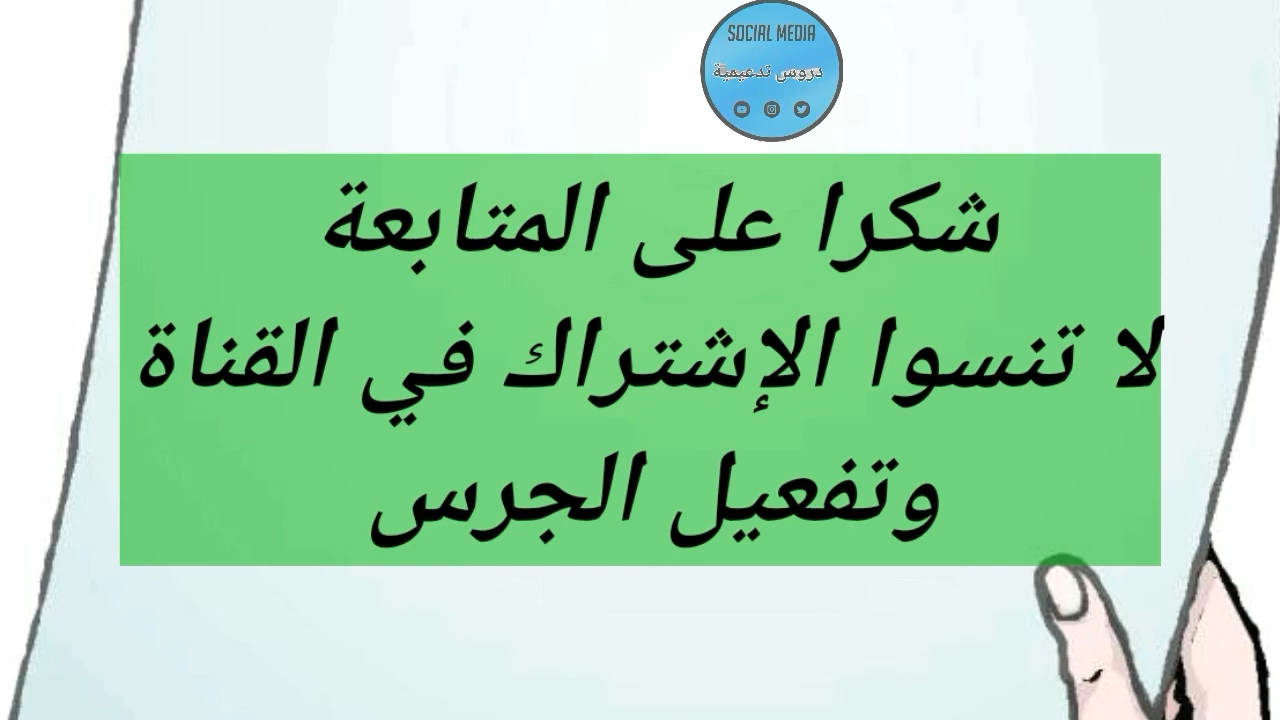 SOCIAL MEDIA
دروس تدعيمية
شكرا على المتابعة
لا تنسوا الإشتراك في القناة
وتفعيل الجرس